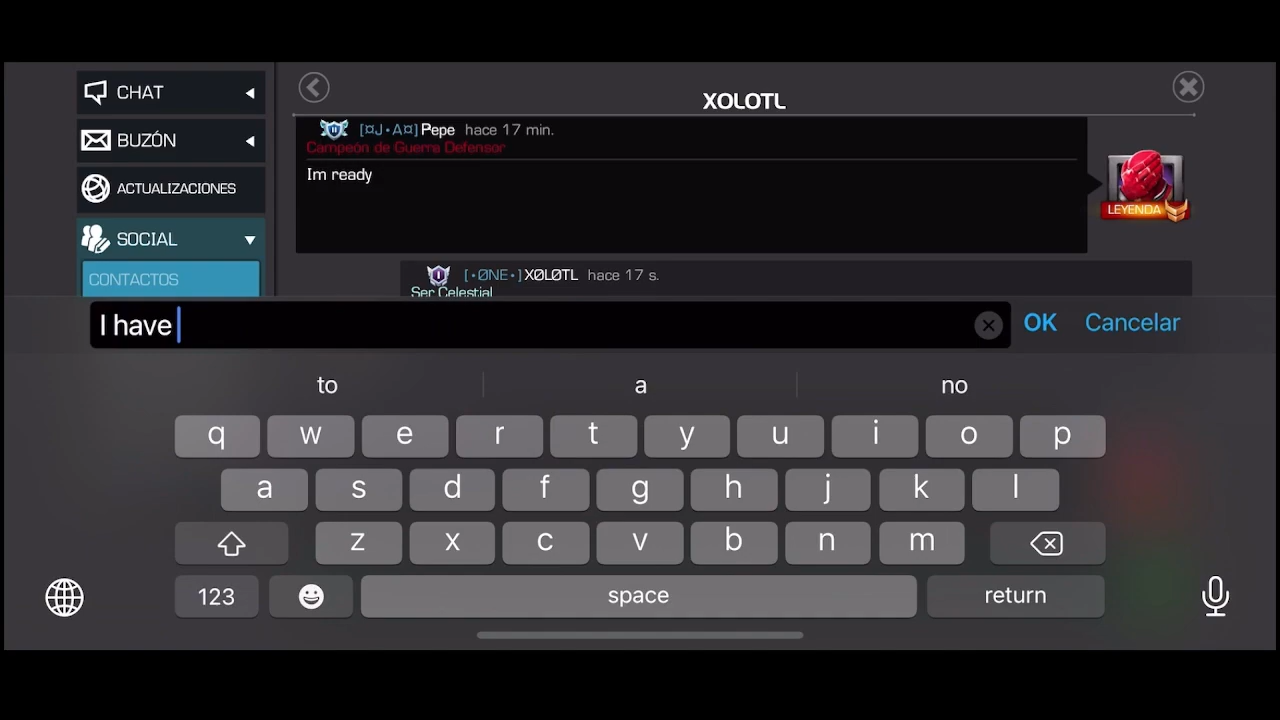 CHAT
BUZÓN
ACTUALIZACIONES
SOCIAL
CONTACTOS
XOLOTL
[¤J•A¤] Pepe hace 17 min.
Campeón de Guerra Defensor
Im ready
LEYENDA
[•ØNE•] XØLØTL hace 17 s.
Ser Celestial
I have
OK
Cancelar
to a no
q w e r t y u i o p
a s d f g h j k l
z x c v b n m
123 space return